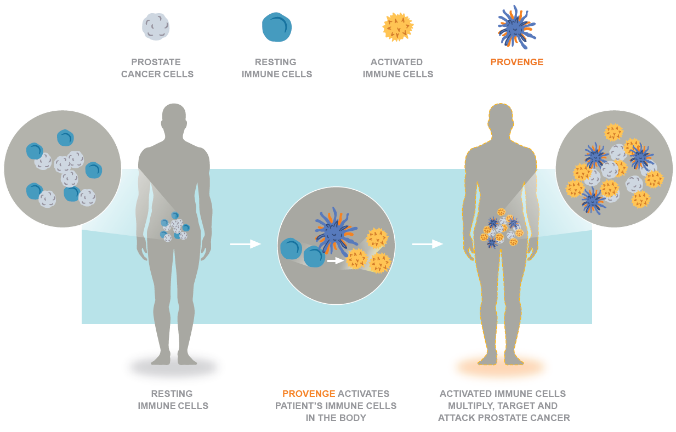 PROSTATE
CANCER CELLS
RESTING
IMMUNE CELLS
ACTIVATED
IMMUNE CELLS
PROVENGE
RESTING
IMMUNE CELLS
PROVENGE ACTIVATES
PATIENT'S IMMUNE CELLS
IN THE BODY
ACTIVATED IMMUNE CELLS
MULTIPLY, TARGET AND
ATTACK PROSTATE CANCER